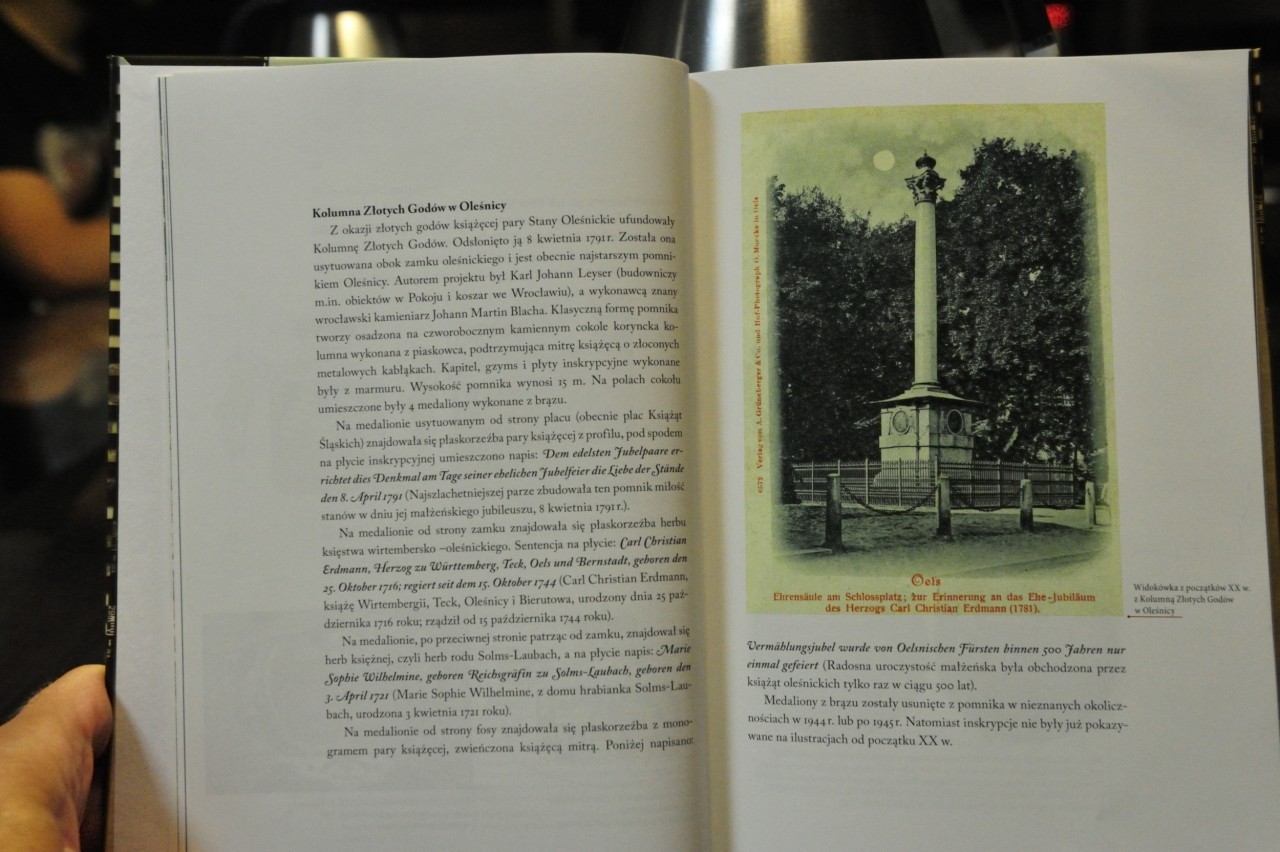 Kolumna Złotych Godów w Oleśnicy
Z okazji złotych godów książęcej pary Stany Oleśnickie ufundowały
Kolumnę Złotych Godów. Odsłonięto ją 8 kwietnia 1791 r. Została ona
usytuowana obok zamku oleśnickiego i jest obecnie najstarszym pomni-
kiem Oleśnicy. Autorem projektu był Karl Johann Leyser (budowniczy
m.in. obiektów w Pokoju i koszar we Wrocławiu), a wykonawcą znany
wrocławski kamieniarz Johann Martin Blacha. Klasyczną formę pomnika
tworzy osadzona na czworobocznym kamiennym cokole koryncka ko-
lumna wykonana z piaskowca, podtrzymująca mitrę książęcą o złoconych
metalowych kabłąkach. Kapitel, gzyms i płyty inskrypcyjne wykonane
były z marmuru. Wysokość pomnika wynosi 15 m. Na polach cokołu
umieszczone były 4 medaliony wykonane z brązu.
Na medalionie usytuowanym od strony placu (obecnie plac Książąt
Śląskich) znajdowała się płaskorzeźba pary książęcej z profilu, pod spodem
na płycie inskrypcyjnej umieszczono napis: Dem edelsten Jubelpaare er-
richtet dies Denkmal am Tage seiner ehelichen Jubelfeier die Liebe der Stände
den 8. April 1791 (Najszlachetniejszej parze zbudowała ten pomnik miłość
stanów w dniu jej małżeńskiego jubileuszu, 8 kwietnia 1791 r.).
Na medalionie od strony zamku znajdowała się płaskorzeźba herbu
księstwa wirtembersko –oleśnickiego. Sentencja na płycie: Carl Christian
Erdmann, Herzog zu Württemberg, Teck, Oels und Bernstadt, geboren den
25. Oktober 1716; regiert seit dem 15. Oktober 1744 (Carl Christian Erdmann,
książę Wirtembergii, Teck, Oleśnicy i Bierutowa, urodzony dnia 25 paź-
dziernika 1716 roku; rządził od 15 października 1744 roku).
Na medalionie, po przeciwnej stronie patrząc od zamku, znajdował się
herb księżnej, czyli herb rodu Solms-Laubach, a na płycie napis: Marie
Sophie Wilhelmine, geboren Reichsgräfin zu Solms-Laubach, geboren den
3. April 1721 (Marie Sophie Wilhelmine, z domu hrabianka Solms-Lau-
bach, urodzona 3 kwietnia 1721 roku).
Na medalionie od strony fosy znajdowała się płaskorzeźba z mono-
gramem pary książęcej, zwieńczona książęcą mitrą. Poniżej napisano:
6572 Verlag von A. Grüneberger & Co. und Hof-Photograph O. Miercke in Oels
Oels
Ehrensäule am Schlossplatz; zur Erinnerung an das Ehe-Jubiläum
des Herzogs Carl Christian Erdmann (1781).
Widokówka z początków XX w.
z Kolumną Złotych Godów
w Oleśnicy
Vermählungsjubel wurde von Oelsnischen Fürsten binnen 500 Jahren nur
einmal gefeiert (Radosna uroczystość małżeńska była obchodzona przez
książąt oleśnickich tylko raz w ciągu 500 lat).
Medaliony z brązu zostały usunięte z pomnika w nieznanych okolicz-
nościach w 1944 r. lub po 1945 r. Natomiast inskrypcje nie były już pokazy-
wane na ilustracjach od początku XX w.